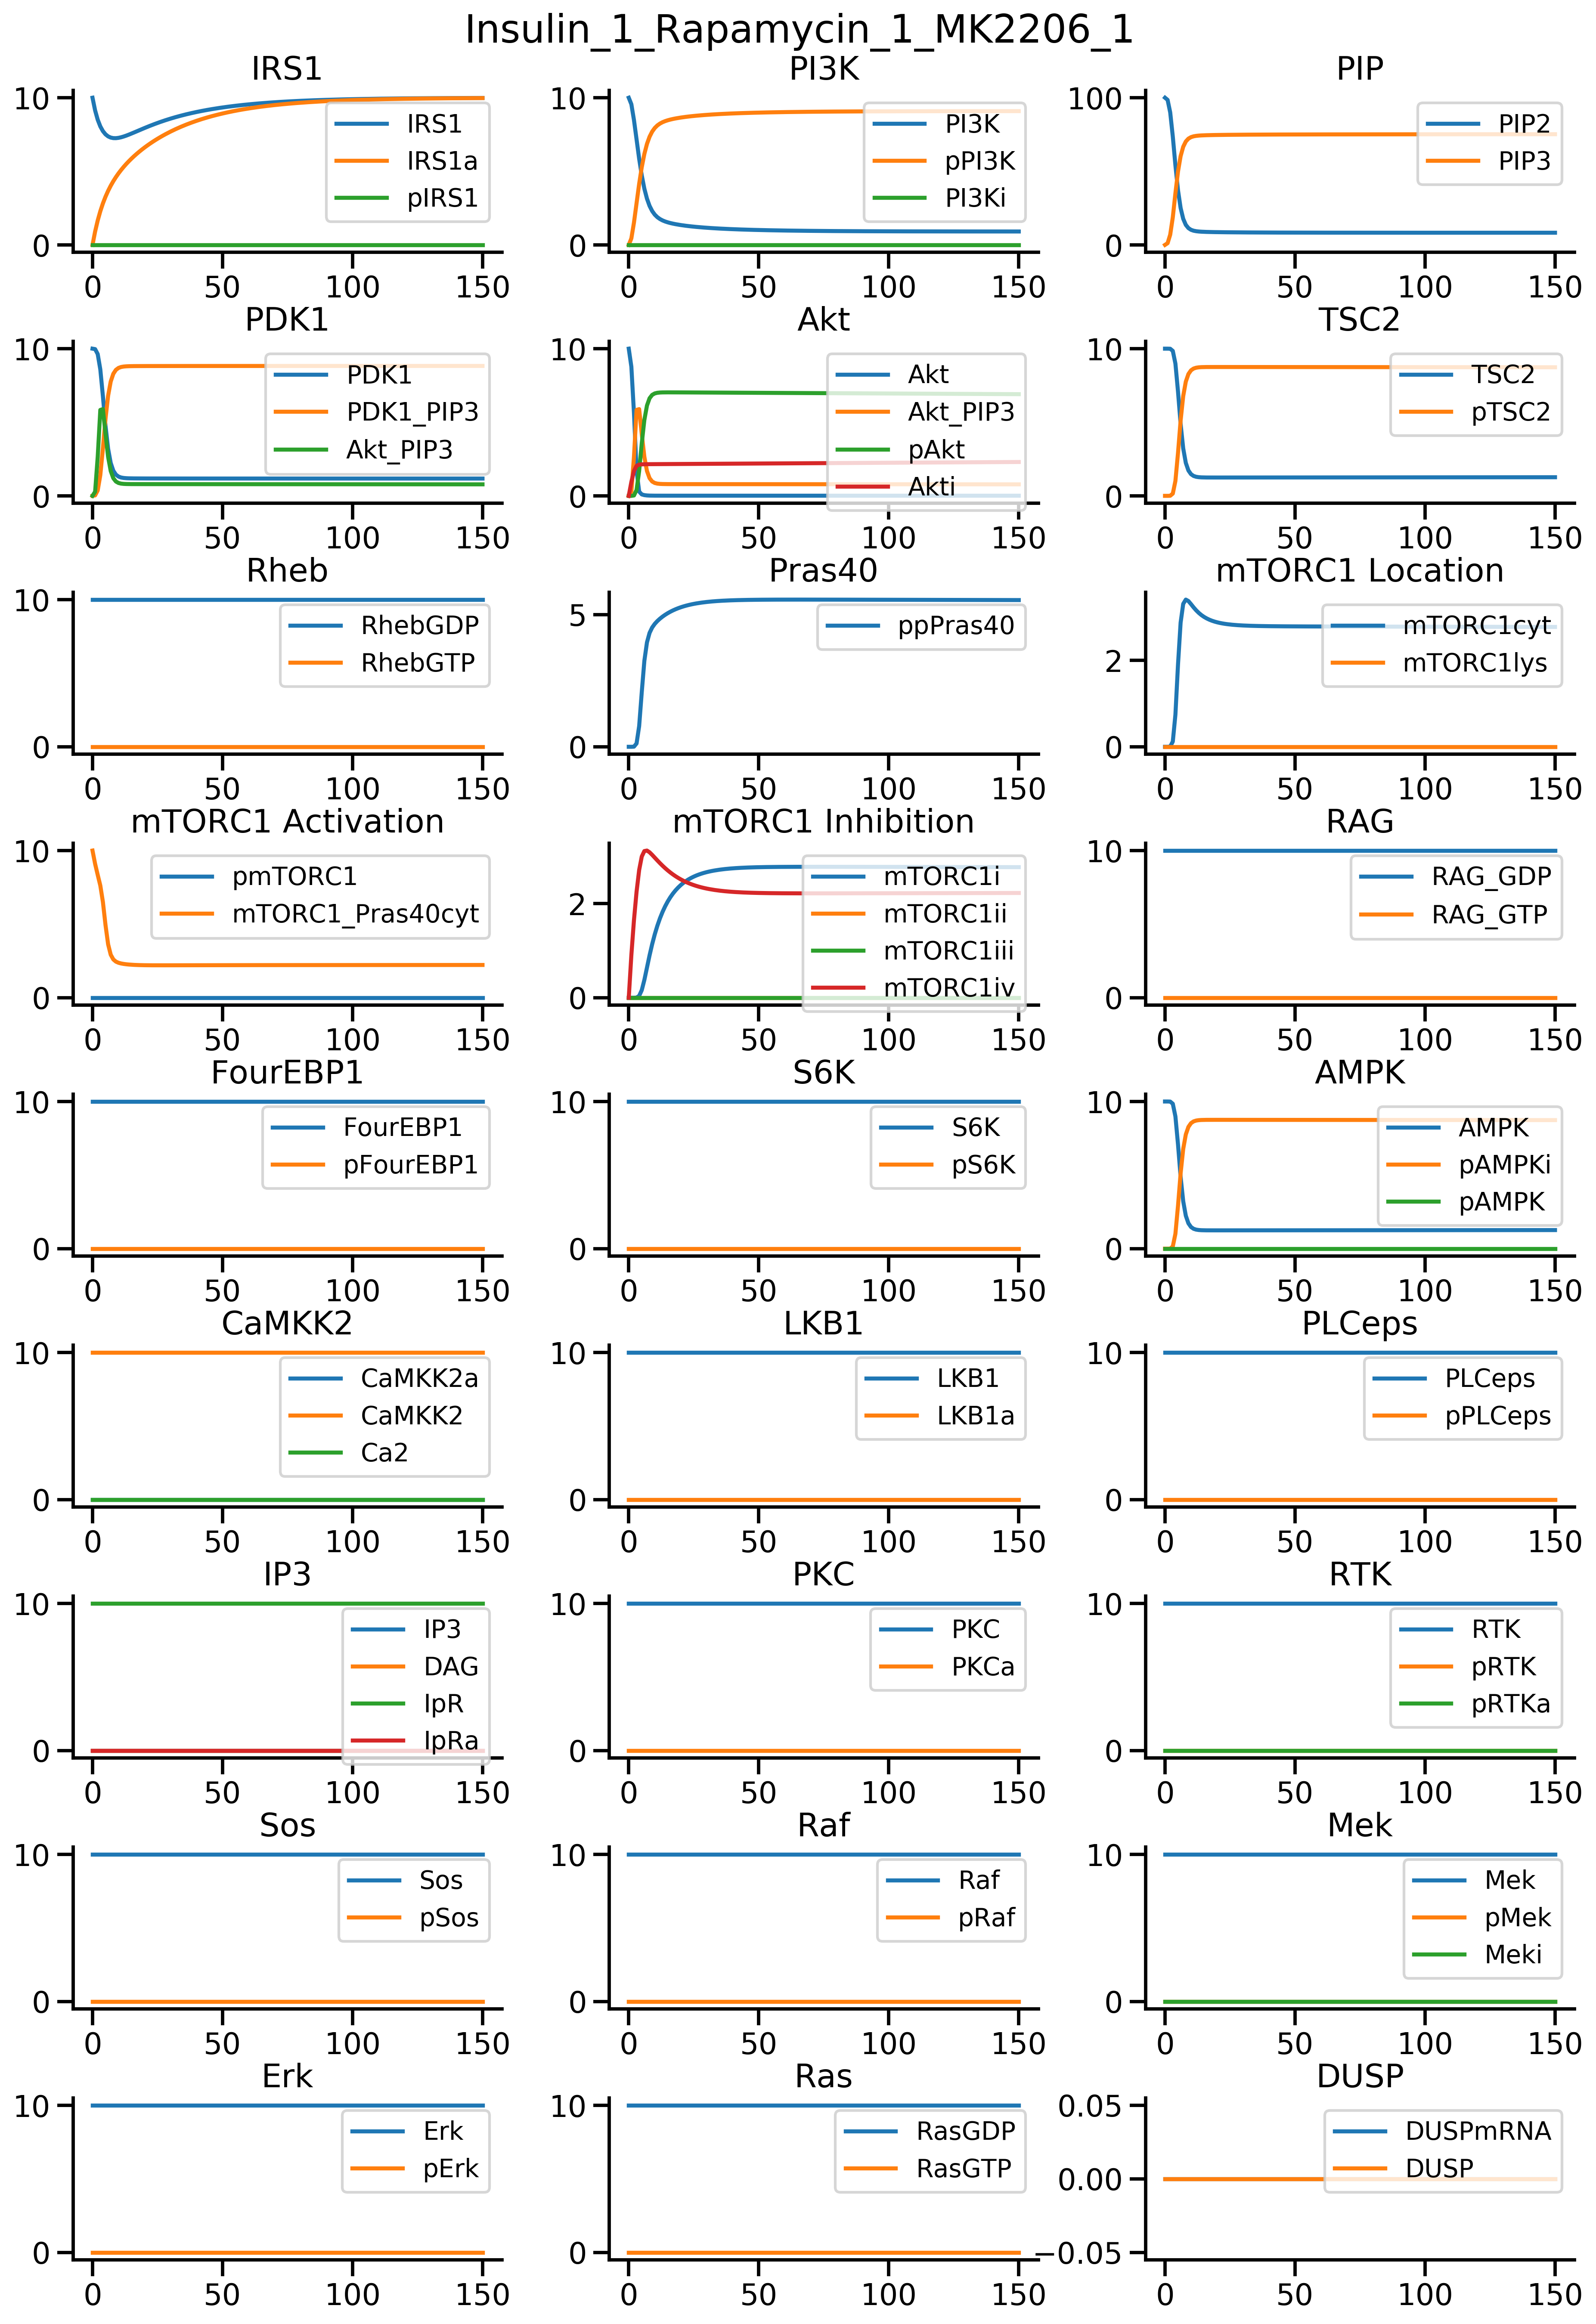 Insulin_1_Rapamycin_1_MK2206_1
IRS1
10
0
0 50 100 150
IRS1
IRS1a
pIRS1
PI3K
10
0
0 50 100 150
PI3K
pPI3K
PI3Ki
PIP
100
0
0 50 100 150
PIP2
PIP3
PDK1
10
0
0 50 100 150
PDK1
PDK1_PIP3
Akt_PIP3
Akt
10
0
0 50 100 150
Akt
Akt_PIP3
pAkt
Akti
TSC2
10
0
0 50 100 150
TSC2
pTSC2
Rheb
10
0
0 50 100 150
RhebGDP
RhebGTP
Pras40
5
0
0 50 100 150
ppPras40
mTORC1 Location
2
0
0 50 100 150
mTORC1cyt
mTORC1lys
mTORC1 Activation
10
0
0 50 100 150
pmTORC1
mTORC1_Pras40cyt
mTORC1 Inhibition
2
0
0 50 100 150
mTORC1i
mTORC1ii
mTORC1iii
mTORC1iv
RAG
10
0
0 50 100 150
RAG_GDP
RAG_GTP
FourEBP1
10
0
0 50 100 150
FourEBP1
pFourEBP1
S6K
10
0
0 50 100 150
S6K
pS6K
AMPK
10
0
0 50 100 150
AMPK
pAMPKi
pAMPK
CaMKK2
10
0
0 50 100 150
CaMKK2a
CaMKK2
Ca2
LKB1
10
0
0 50 100 150
LKB1
LKB1a
PLCeps
10
0
0 50 100 150
PLCeps
pPLCeps
IP3
10
0
0 50 100 150
IP3
DAG
IpR
IpRa
PKC
10
0
0 50 100 150
PKC
PKCa
RTK
10
0
0 50 100 150
RTK
pRTK
pRTKa
Sos
10
0
0 50 100 150
Sos
pSos
Raf
10
0
0 50 100 150
Raf
pRaf
Mek
10
0
0 50 100 150
Mek
pMek
Meki
Erk
10
0
0 50 100 150
Erk
pErk
Ras
10
0
0 50 100 150
RasGDP
RasGTP
DUSP
0.05
0.00
−0.05
0 50 100 150
DUSPmRNA
DUSP